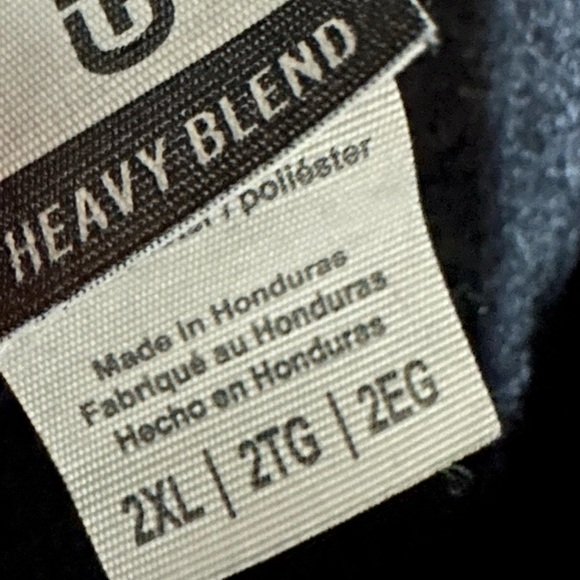 HEAVY BLEND
poliéster
Made In Honduras
Fabriqué au Honduras
Hecho en Honduras
2XL | 2TG | 2EG